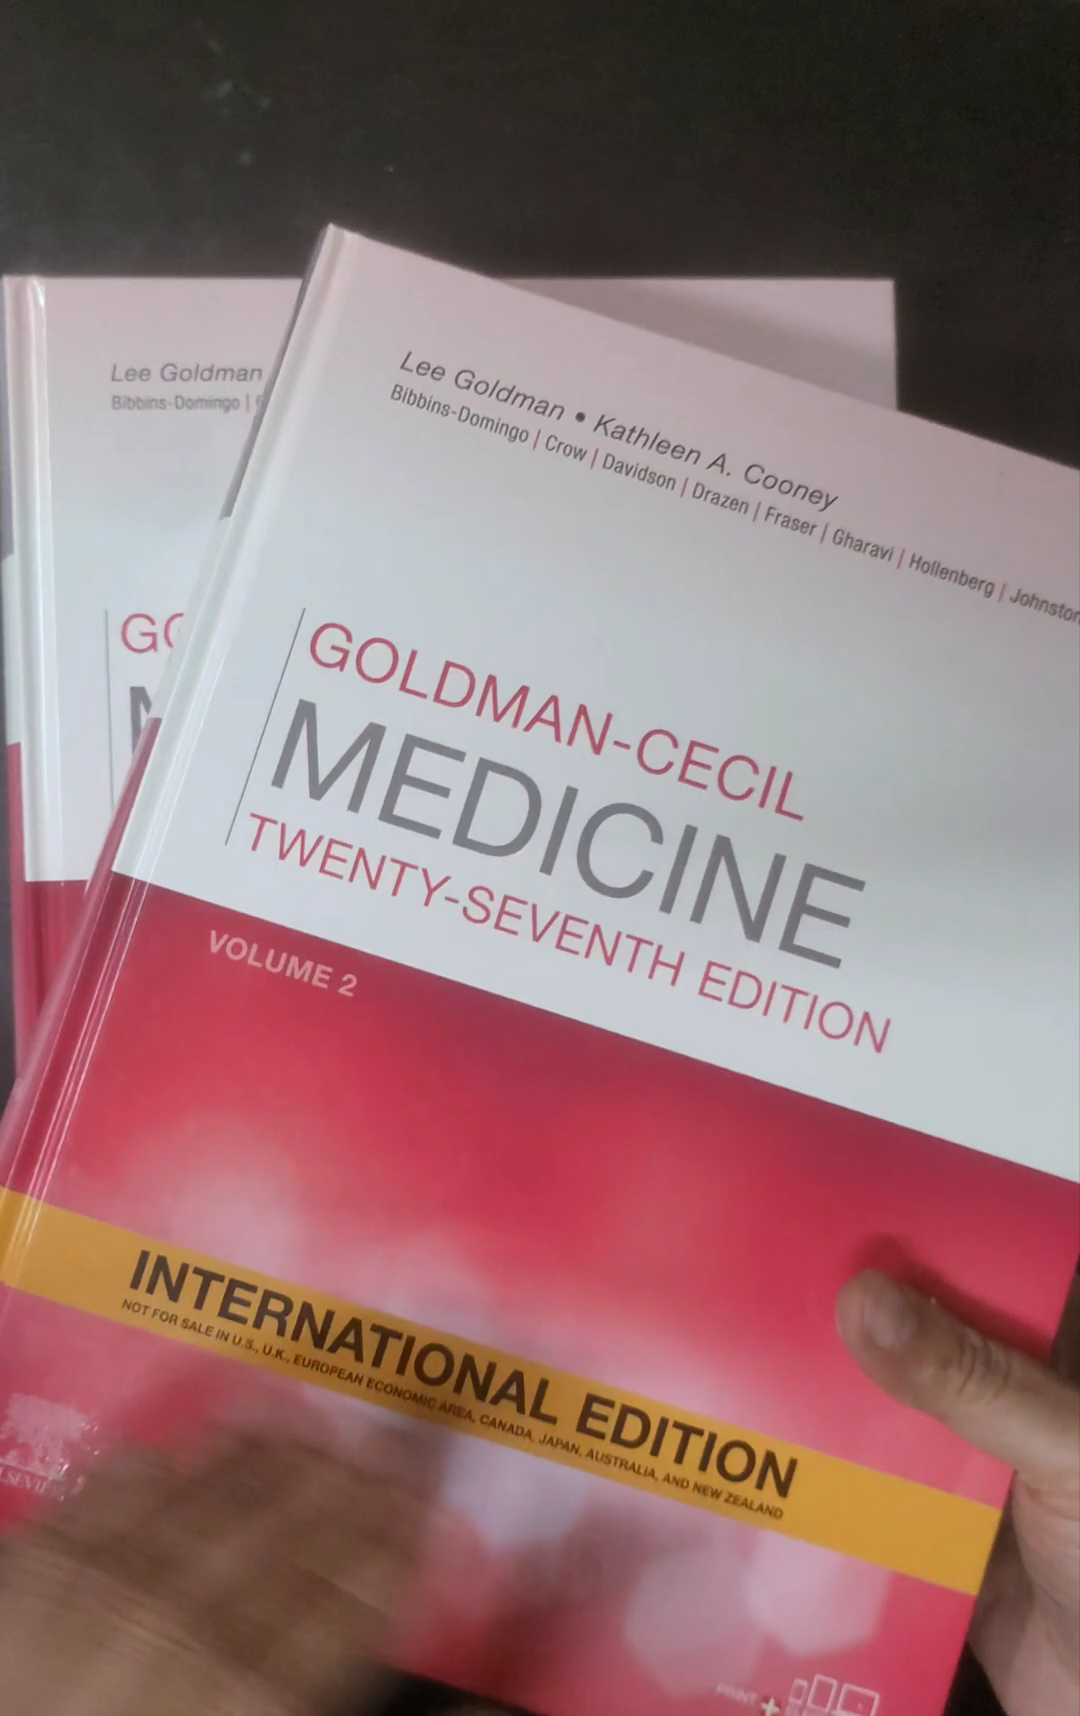 Lee Goldman
Bibbins-Domingo |
GO
M
Lee Goldman • Kathleen A. Cooney
Bibbins-Domingo | Crow | Davidson | Drazen | Fraser | Gharavi | Hollenberg | Johnston
GOLDMAN-CECIL
MEDICINE
TWENTY-SEVENTH EDITION
VOLUME 2
INTERNATIONAL EDITION
NOT FOR SALE IN U.S., U.K., EUROPEAN ECONOMIC AREA, CANADA, JAPAN, AUSTRALIA, AND NEW ZEALAND
PRINT +